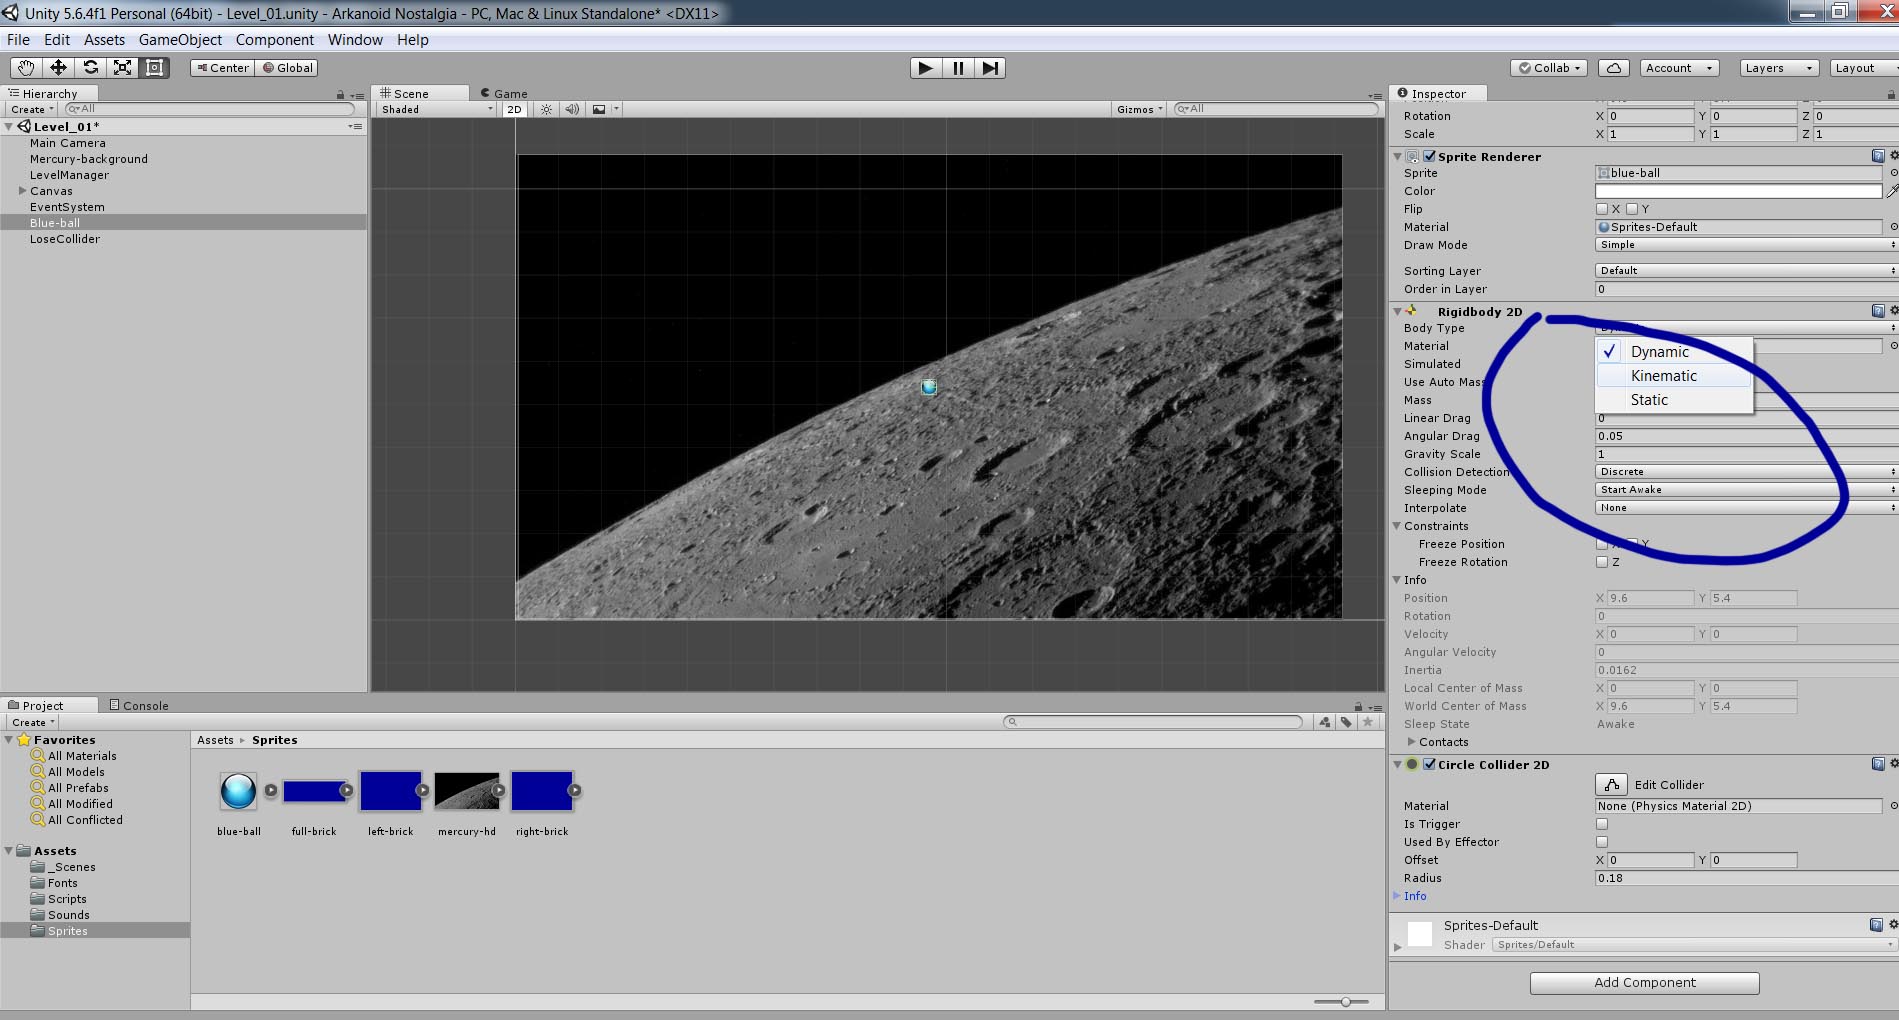 Unity 5.6.4f1 Personal (64bit) - Level_01.unity - Arkanoid Nostalgia - PC, Mac & Linux Standalone* <DX11>
File Edit Assets GameObject Component Window Help
Center Global Collab Account Layers Layout
Hierarchy
Create All
Level_01*
Main Camera
Mercury-background
LevelManager
Canvas
EventSystem
Blue-ball
LoseCollider
Scene Game
Shaded 2D Gizmos All
Inspector
Rotation X 0 Y 0 Z 0
Scale X 1 Y 1 Z 1
Sprite Renderer
Sprite blue-ball
Color
Flip X Y
Material Sprites-Default
Draw Mode Simple
Sorting Layer Default
Order in Layer 0
Rigidbody 2D
Body Type
Material
Simulated
Use Auto Mass
Mass
Dynamic
Kinematic
Static
Linear Drag 0
Angular Drag 0.05
Gravity Scale 1
Collision Detection Discrete
Sleeping Mode Start Awake
Interpolate None
Constraints
Freeze Position X Y
Freeze Rotation Z
Info
Position X 9.6 Y 5.4
Rotation 0
Velocity X 0 Y 0
Angular Velocity 0
Inertia 0.0162
Local Center of Mass X 0 Y 0
World Center of Mass X 9.6 Y 5.4
Sleep State Awake
Contacts
Circle Collider 2D
Edit Collider
Material None (Physics Material 2D)
Is Trigger
Used By Effector
Offset X 0 Y 0
Radius 0.18
Info
Sprites-Default
Shader Sprites/Default
Add Component
Project Console
Create
Favorites
All Materials
All Models
All Prefabs
All Modified
All Conflicted
Assets
_Scenes
Fonts
Scripts
Sounds
Sprites
Assets Sprites
blue-ball full-brick left-brick mercury-hd right-brick